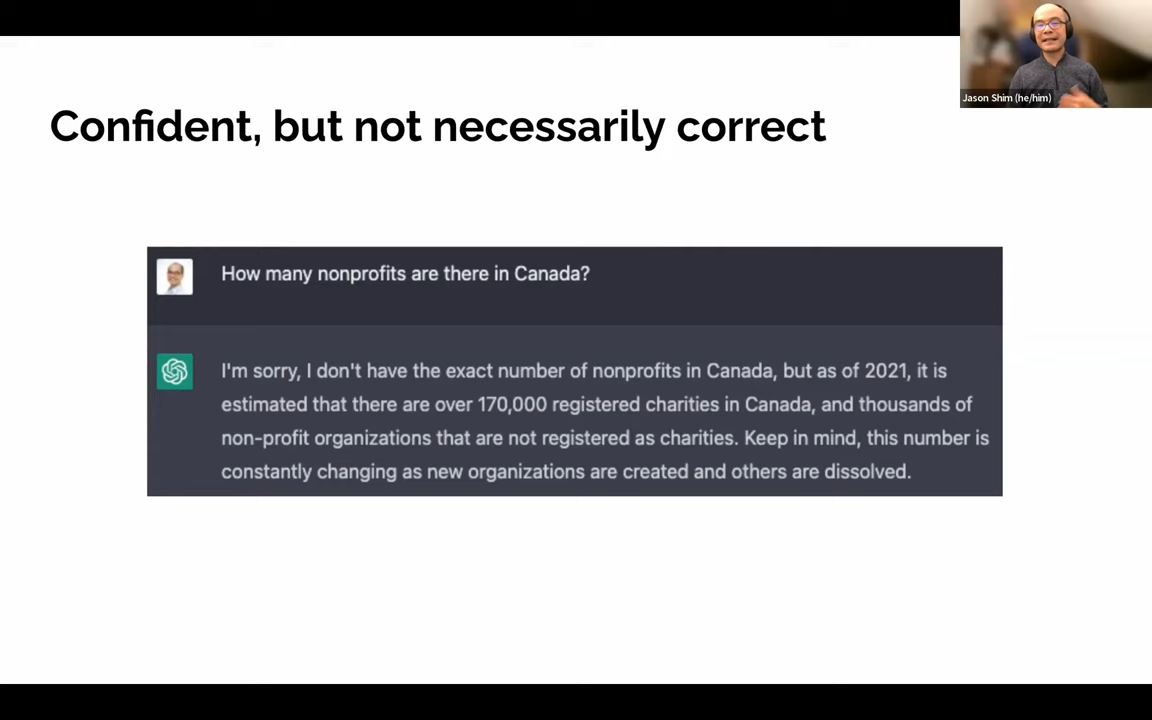 Jason Shim (he/him)
Confident, but not necessarily correct
How many nonprofits are there in Canada?
I'm sorry, I don't have the exact number of nonprofits in Canada, but as of 2021, it is
estimated that there are over 170,000 registered charities in Canada, and thousands of
non-profit organizations that are not registered as charities. Keep in mind, this number is
constantly changing as new organizations are created and others are dissolved.